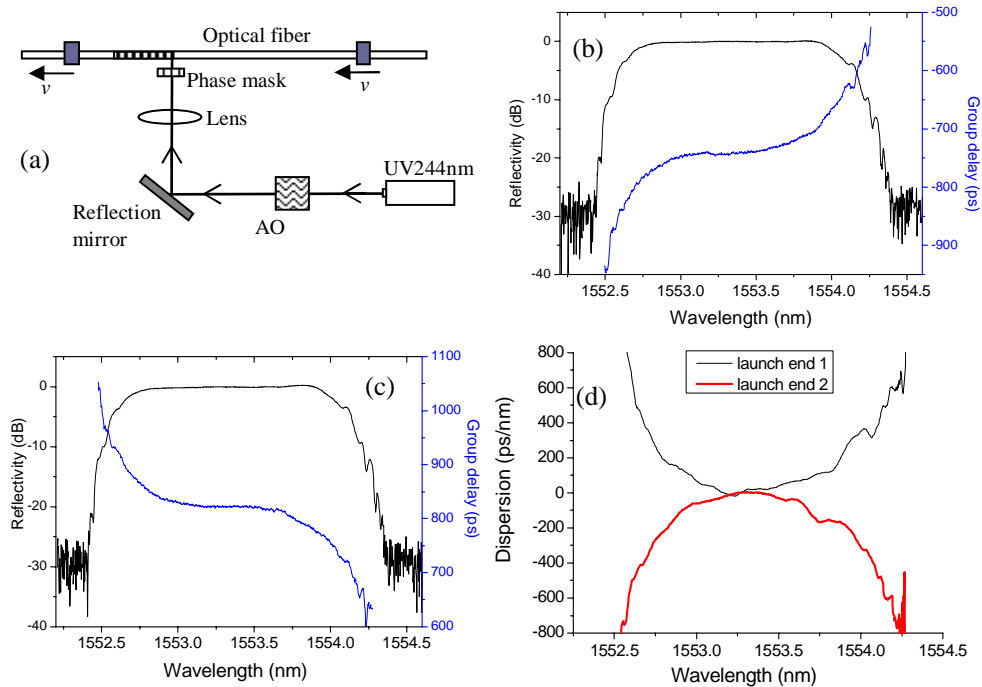 (a)
Optical fiber
v
v
Phase mask
Lens
UV244nm
Reflection
mirror
AO
(b)
0
-10
-20
-30
-40
Reflectivity (dB)
-500
-600
-700
-800
-900
Group delay (ps)
1552.5 1553.0 1553.5 1554.0 1554.5
Wavelength (nm)
(c)
0
-10
-20
-30
-40
Reflectivity (dB)
1100
1000
900
800
700
600
Group delay (ps)
1552.5 1553.0 1553.5 1554.0 1554.5
Wavelength (nm)
(d)
launch end 1
launch end 2
800
600
400
200
0
-200
-400
-600
-800
Dispersion (ps/nm)
1552.5 1553.0 1553.5 1554.0 1554.5
Wavelength (nm)